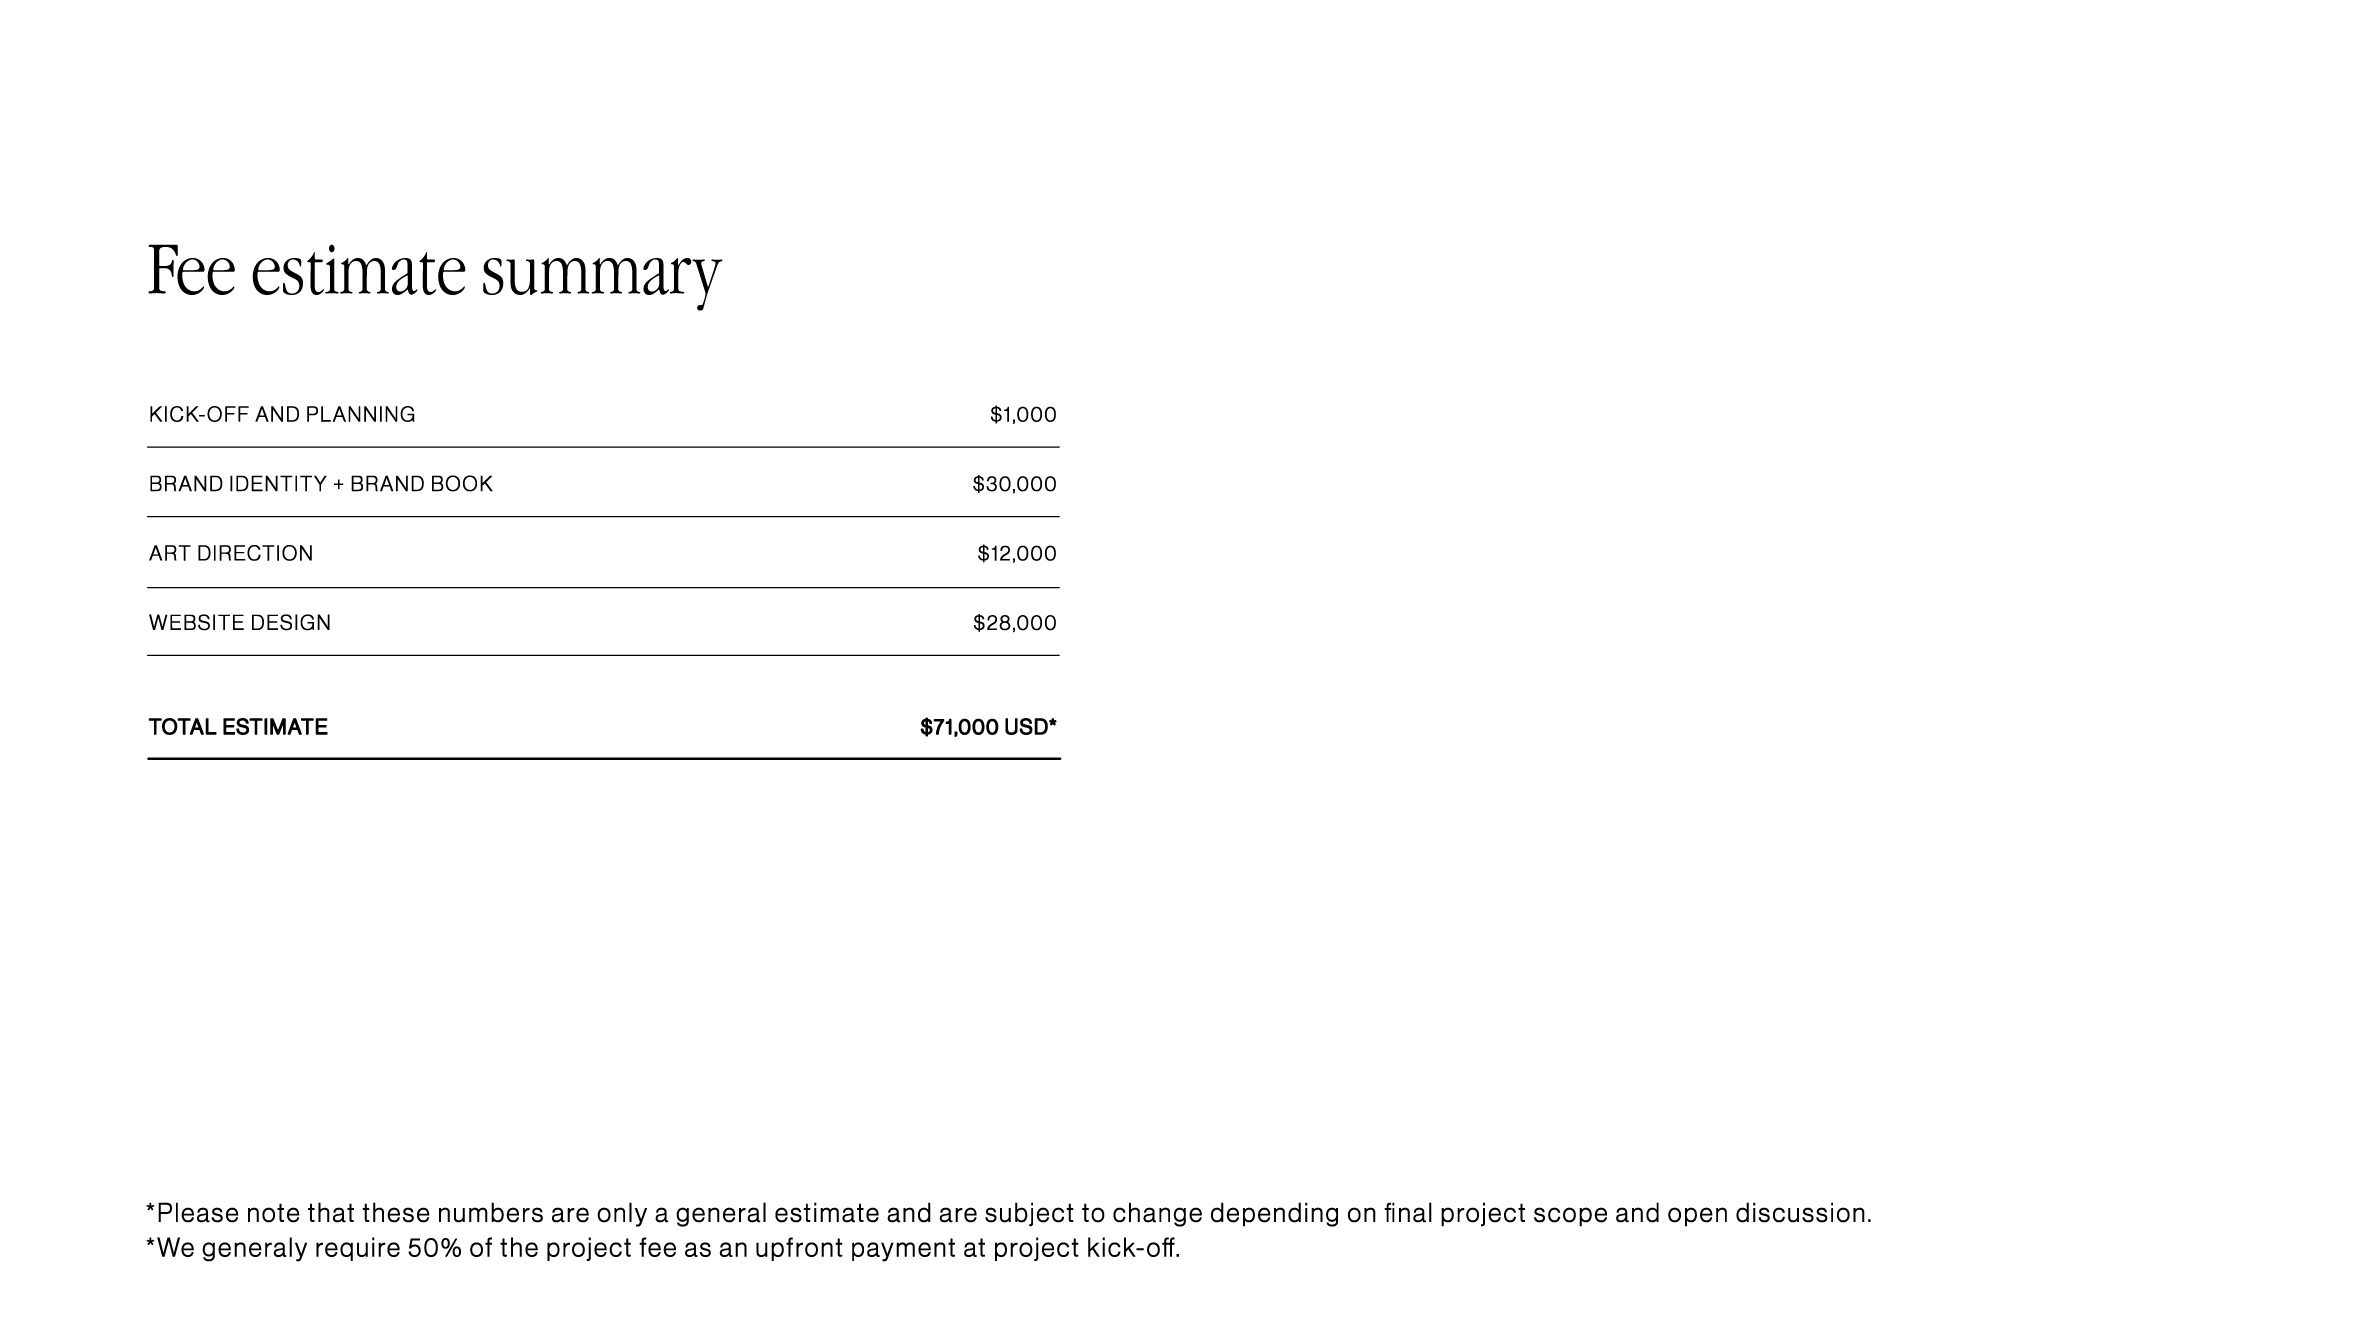 Fee estimate summary
KICK-OFF AND PLANNING $1,000
BRAND IDENTITY + BRAND BOOK $30,000
ART DIRECTION $12,000
WEBSITE DESIGN $28,000
TOTAL ESTIMATE $71,000 USD*
*Please note that these numbers are only a general estimate and are subject to change depending on final project scope and open discussion.
*We generaly require 50% of the project fee as an upfront payment at project kick-off.